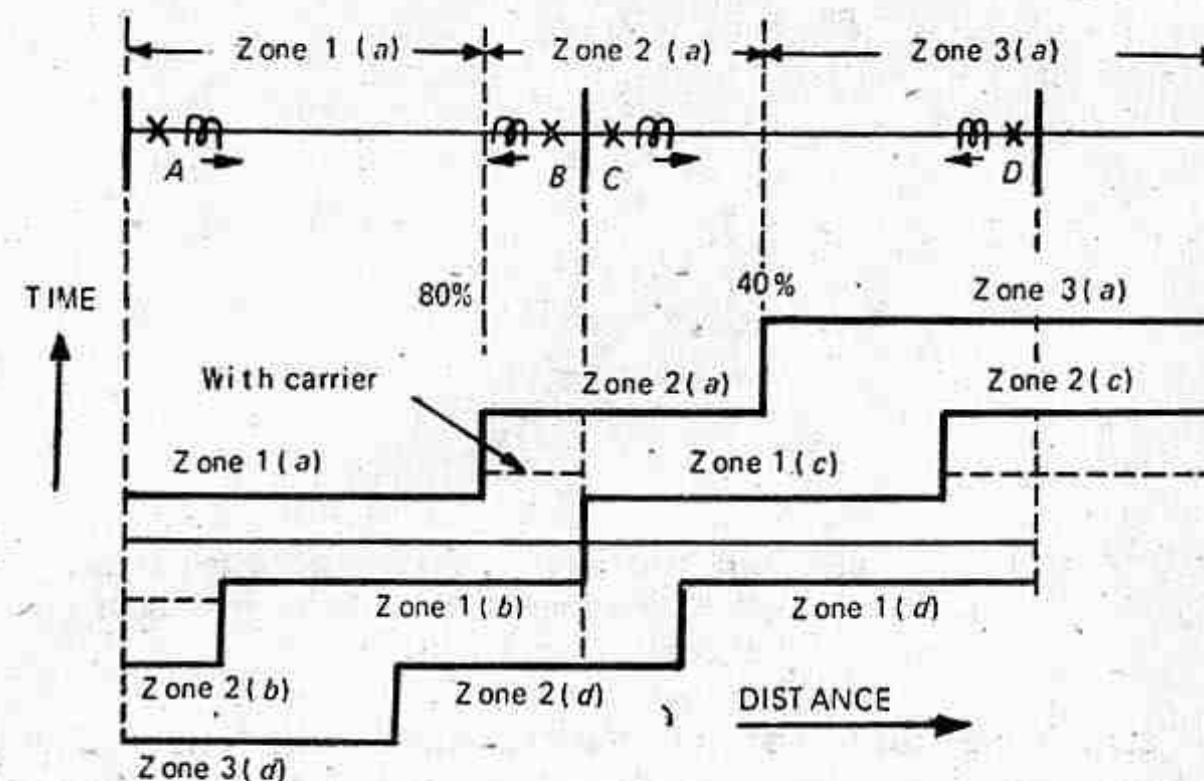 Zone 1 (a) Zone 2 (a) Zone 3(a)
A B C D
80% 40% Zone 3(a)
TIME
With carrier Zone 2(a) Zone 2(c)
Zone 1(a) Zone 1(c)
Zone 1(b) Zone 1(d)
Zone 2(b) Zone 2(d) DISTANCE
Zone 3(d)